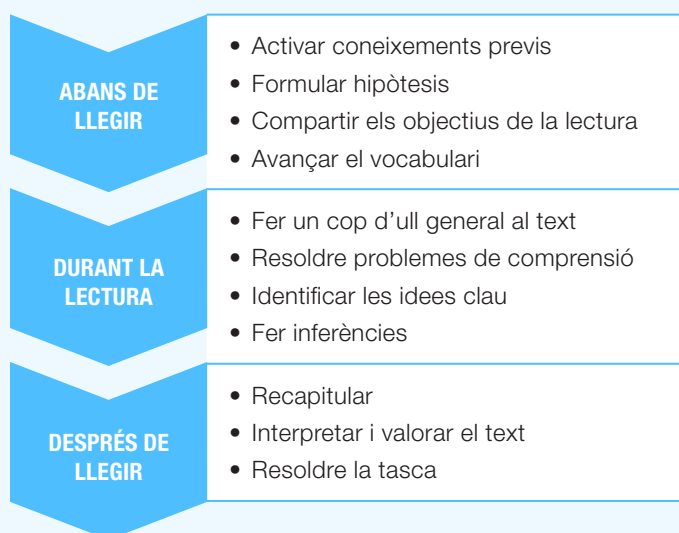 ABANS DE
LLEGIR
• Activar coneixements previs
• Formular hipòtesis
• Compartir els objectius de la lectura
• Avançar el vocabulari
DURANT LA
LECTURA
• Fer un cop d’ull general al text
• Resoldre problemes de comprensió
• Identificar les idees clau
• Fer inferències
DESPRÉS DE
LLEGIR
• Recapitular
• Interpretar i valorar el text
• Resoldre la tasca